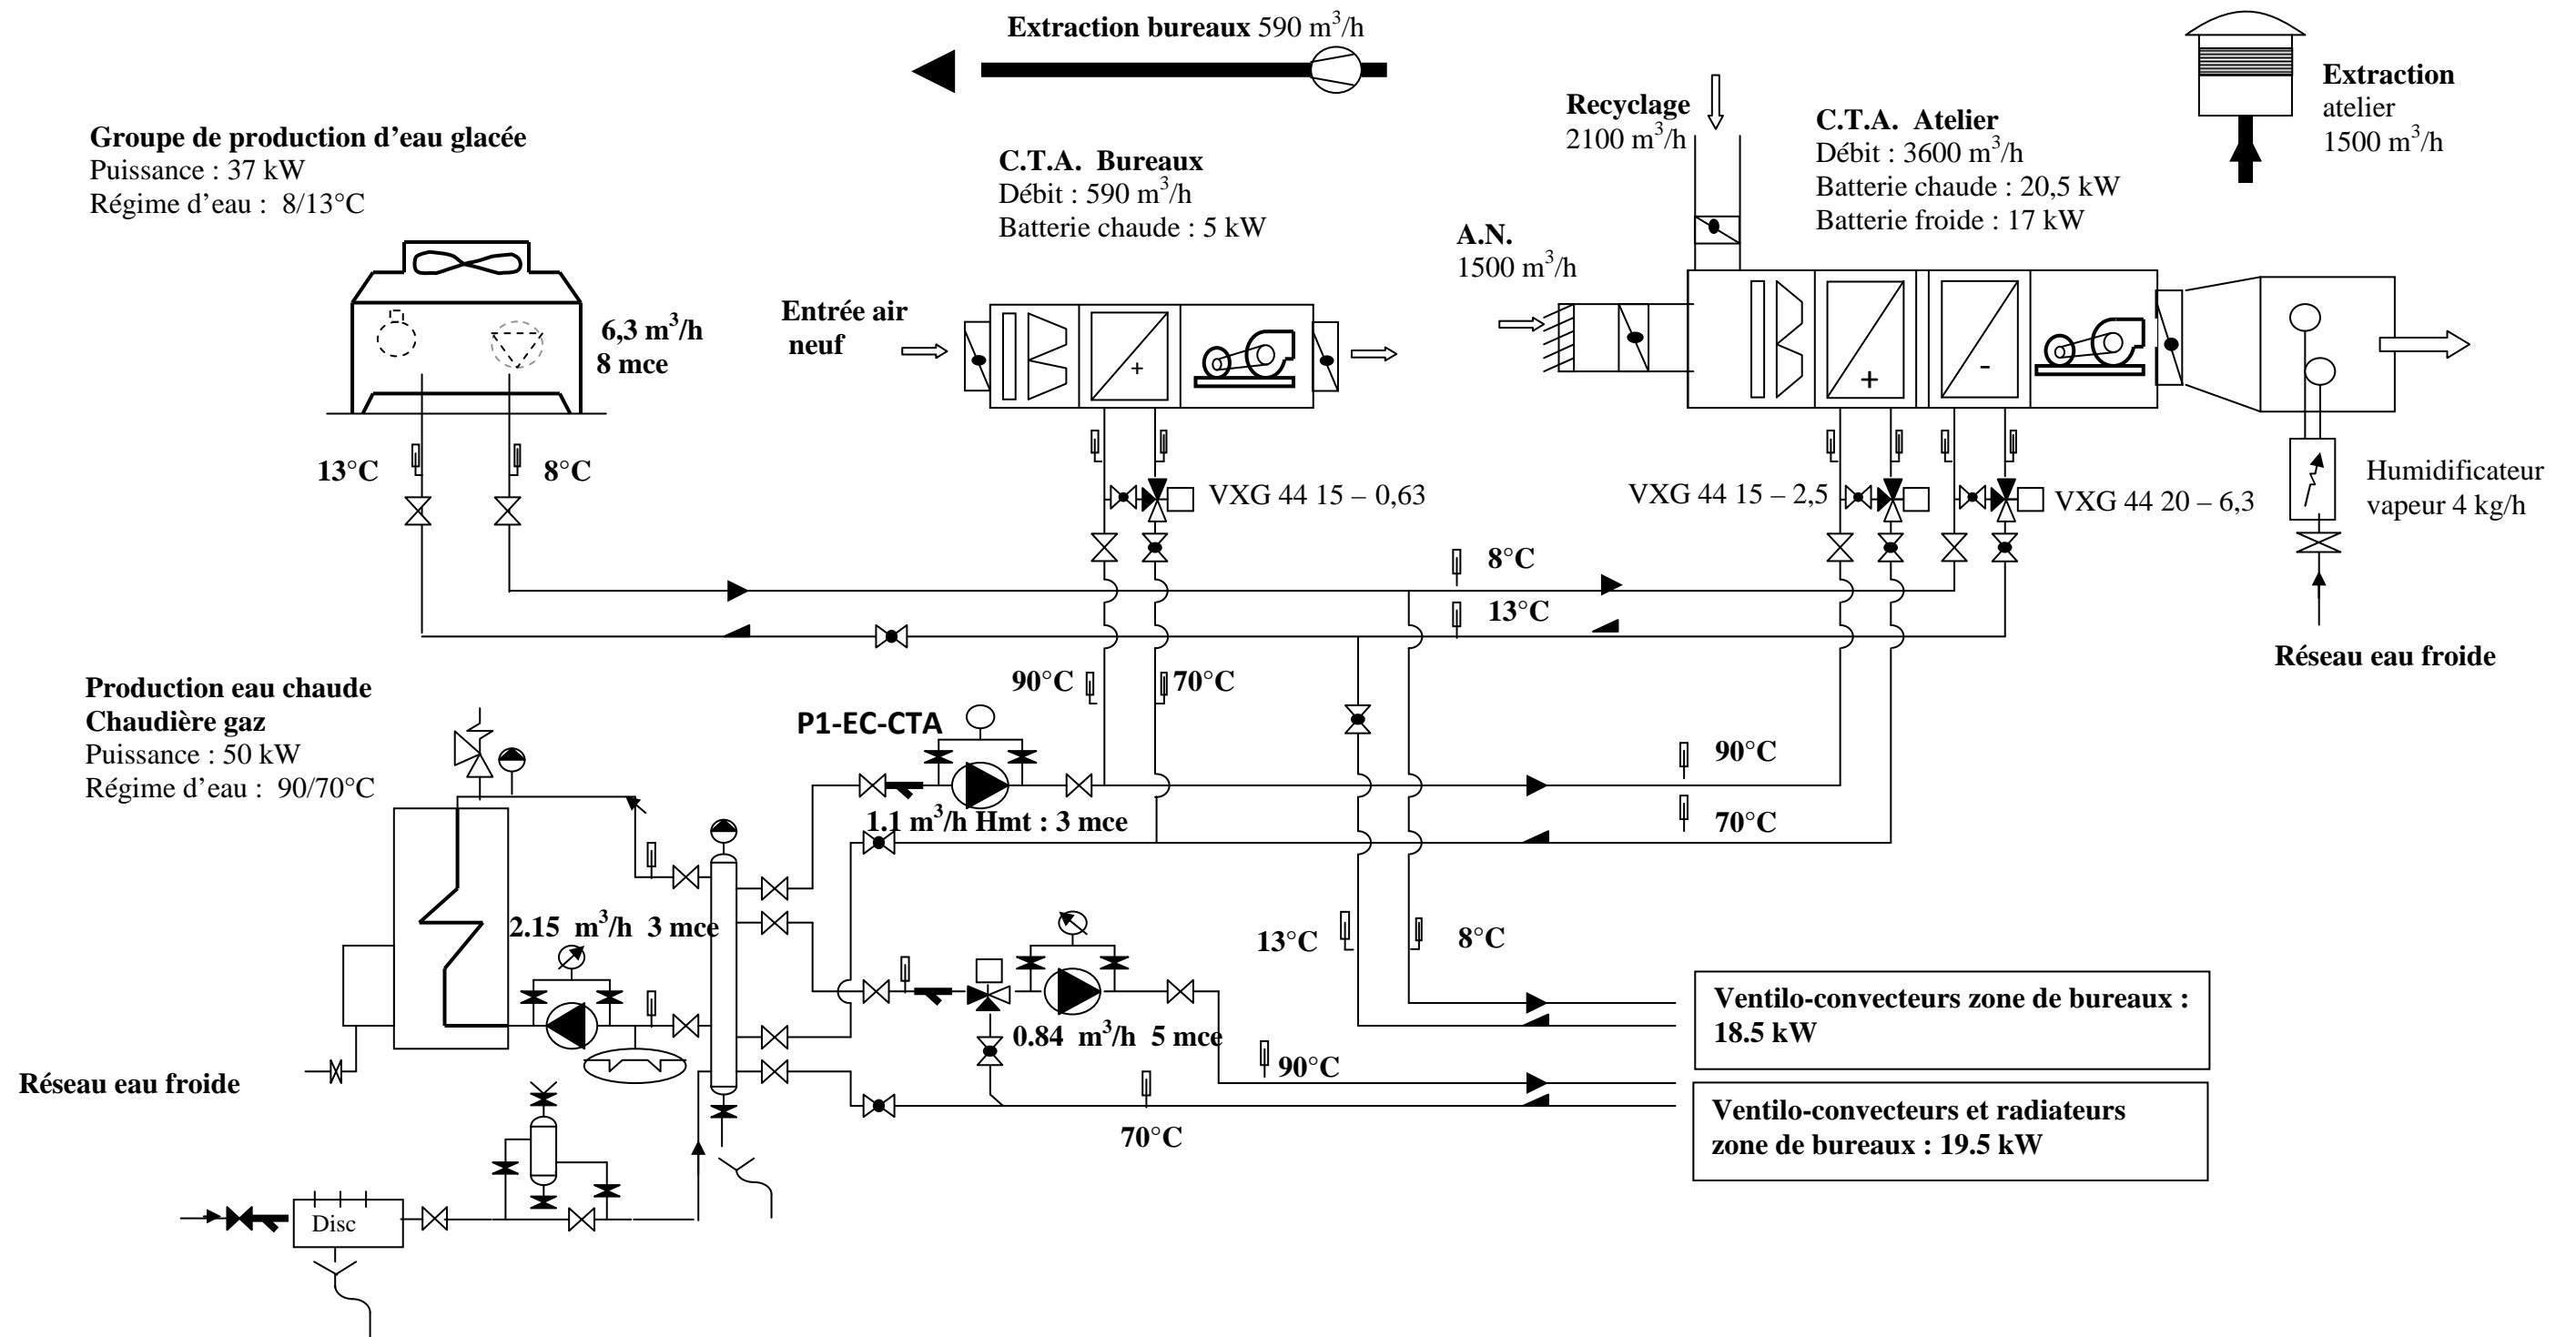 Extraction bureaux 590 m³/h
Extraction
atelier
1500 m³/h
Recyclage
2100 m³/h
C.T.A. Atelier
Débit : 3600 m³/h
Batterie chaude : 20,5 kW
Batterie froide : 17 kW
Groupe de production d’eau glacée
Puissance : 37 kW
Régime d’eau : 8/13°C
C.T.A. Bureaux
Débit : 590 m³/h
Batterie chaude : 5 kW
A.N.
1500 m³/h
Entrée air
neuf
6,3 m³/h
8 mce
+
+
-
13°C
8°C
VXG 44 15 – 0,63
VXG 44 15 – 2,5
VXG 44 20 – 6,3
Humidificateur
vapeur 4 kg/h
8°C
13°C
Réseau eau froide
90°C
70°C
Production eau chaude
Chaudière gaz
Puissance : 50 kW
Régime d’eau : 90/70°C
P1-EC-CTA
90°C
1.1 m³/h Hmt : 3 mce
70°C
2.15 m³/h 3 mce
13°C
8°C
Ventilo-convecteurs zone de bureaux :
18.5 kW
0.84 m³/h 5 mce
90°C
Réseau eau froide
Ventilo-convecteurs et radiateurs
zone de bureaux : 19.5 kW
70°C
Disc